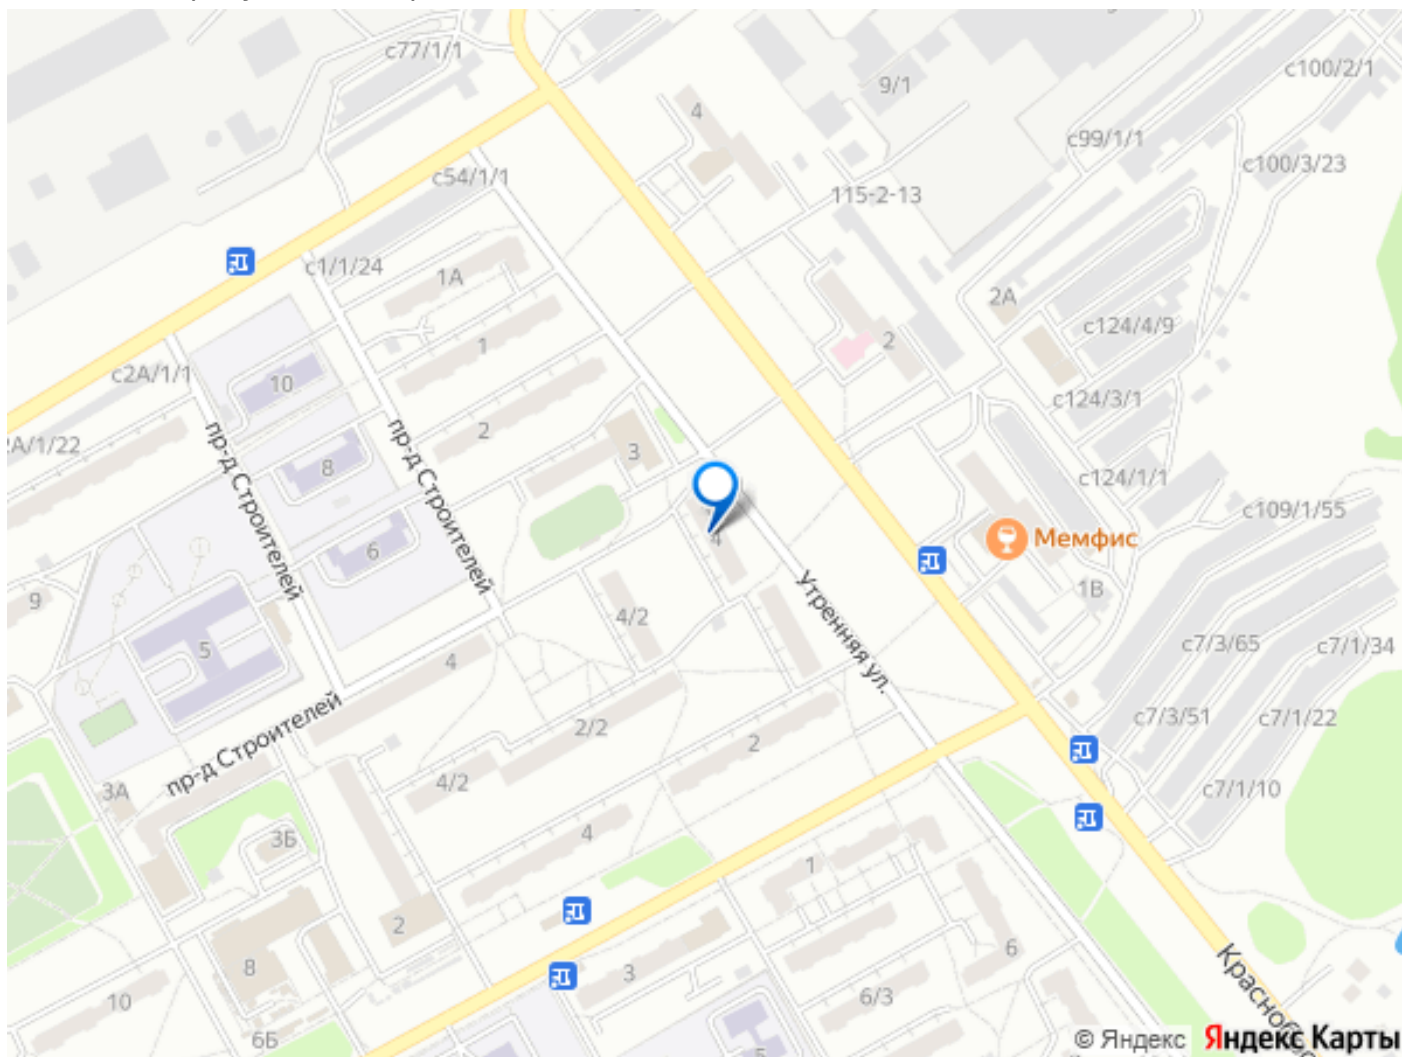 с77/1/1
9/1
с100/2/1
4
с99/1/1
с100/3/23
с54/1/1
115-2-13
с1/1/24
1А
2А
с124/4/9
1
2
с2А/1/1
10
с124/3/1
2А/1/22
пр-д Строителей
пр-д Строителей
2
8
3
с124/1/1
с109/1/55
6
4
Мемфис
1В
9
Утренняя ул.
4/2
5
4
с7/3/65
с7/1/34
пр-д Строителей
2/2
2
с7/3/51
с7/1/22
3А
4/2
с7/1/10
3Б
4
1
2
8
3
6
10
6/3
6Б
5
© Яндекс Яндекс Карты